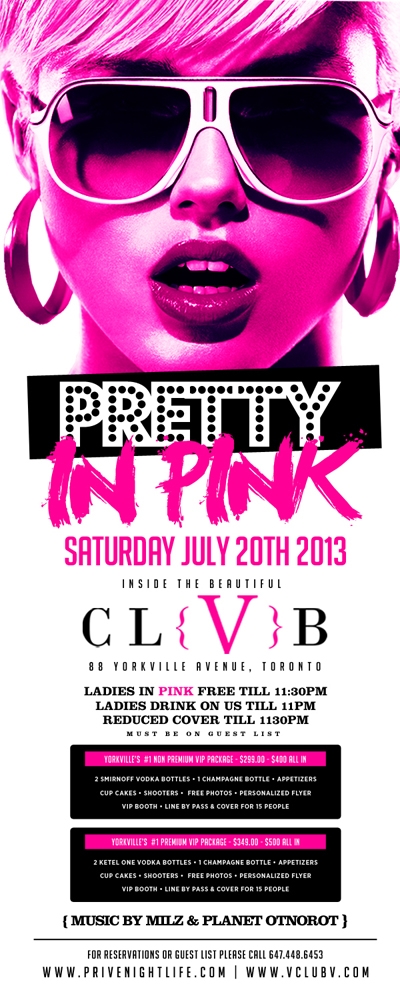 PRETTY
IN PINK
SATURDAY JULY 20TH 2013
INSIDE THE BEAUTIFUL
CL{V}B
88 YORKVILLE AVENUE, TORONTO
LADIES IN PINK FREE TILL 11:30PM
LADIES DRINK ON US TILL 11PM
REDUCED COVER TILL 1130PM
MUST BE ON GUEST LIST
YORKVILLE'S #1 NON PREMIUM VIP PACKAGE - $299.00 - $400 ALL IN
2 SMIRNOFF VODKA BOTTLES • 1 CHAMPAGNE BOTTLE • APPETIZERS
CUP CAKES • SHOOTERS • FREE PHOTOS • PERSONALIZED FLYER
VIP BOOTH • LINE BY PASS & COVER FOR 15 PEOPLE
YORKVILLE'S #1 PREMIUM VIP PACKAGE - $349.00 - $500 ALL IN
2 KETEL ONE VODKA BOTTLES • 1 CHAMPAGNE BOTTLE • APPETIZERS
CUP CAKES • SHOOTERS • FREE PHOTOS • PERSONALIZED FLYER
VIP BOOTH • LINE BY PASS & COVER FOR 15 PEOPLE
{ MUSIC BY MILZ & PLANET OTNOROT }
FOR RESERVATIONS OR GUEST LIST PLEASE CALL 647.448.6453
WWW.PRIVENIGHTLIFE.COM | WWW.VCLUBV.COM